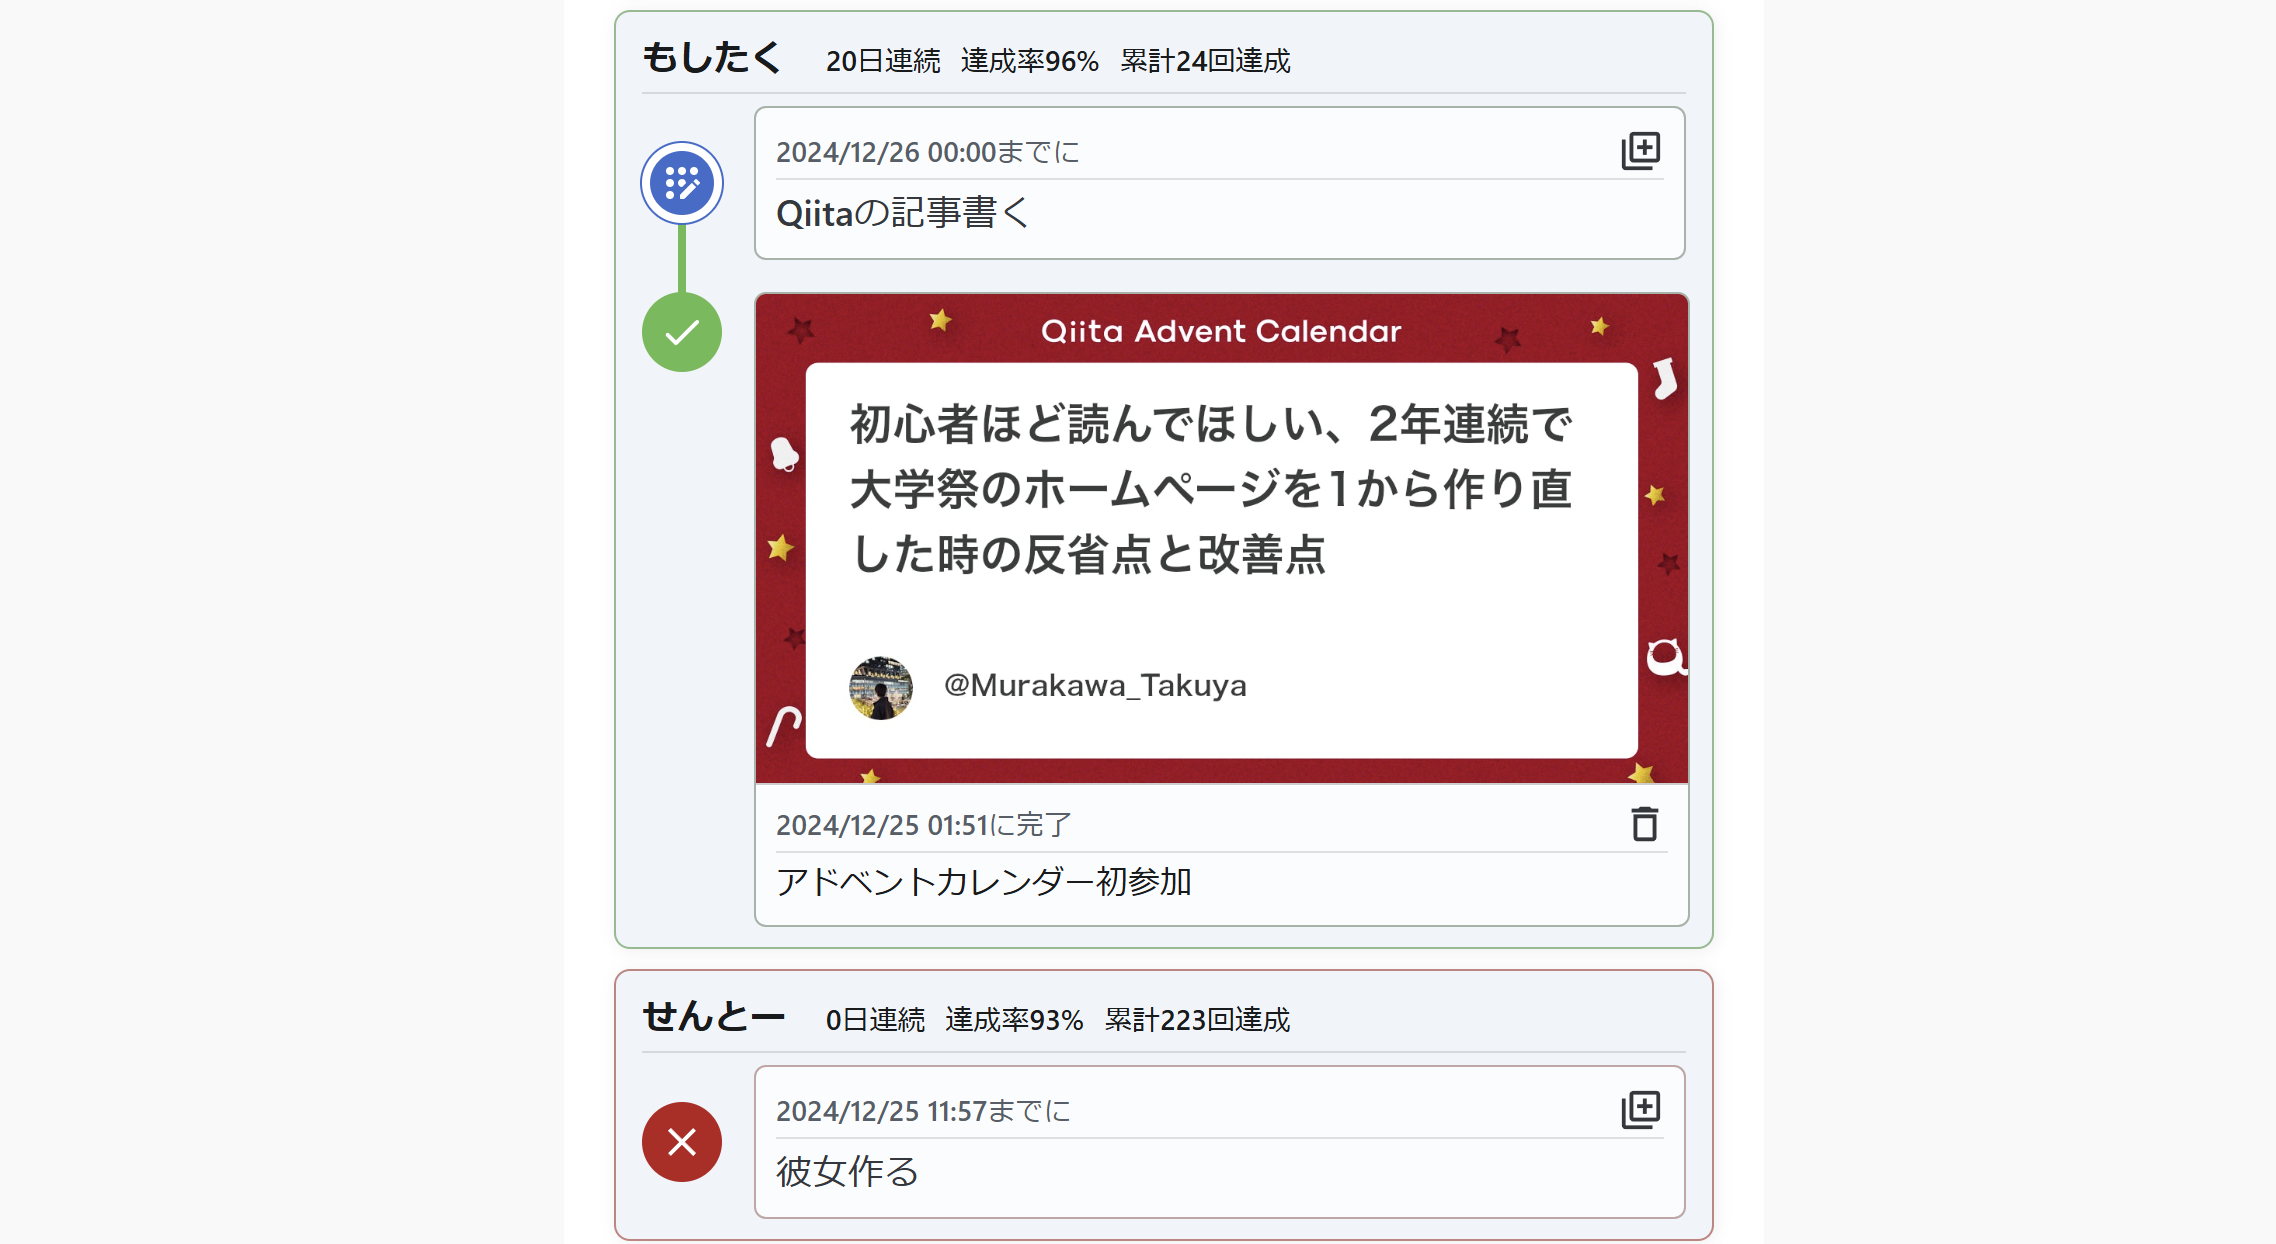 もしたく 20日連続 達成率96% 累計24回達成
2024/12/26 00:00までに
Qiitaの記事書く
Qiita Advent Calendar
初心者ほど読んでほしい、2年連続で
大学祭のホームページを1から作り直
した時の反省点と改善点
@Murakawa_Takuya
2024/12/25 01:51に完了
アドベントカレンダー初参加
せんとー 0日連続 達成率93% 累計223回達成
2024/12/25 11:57までに
彼女作る